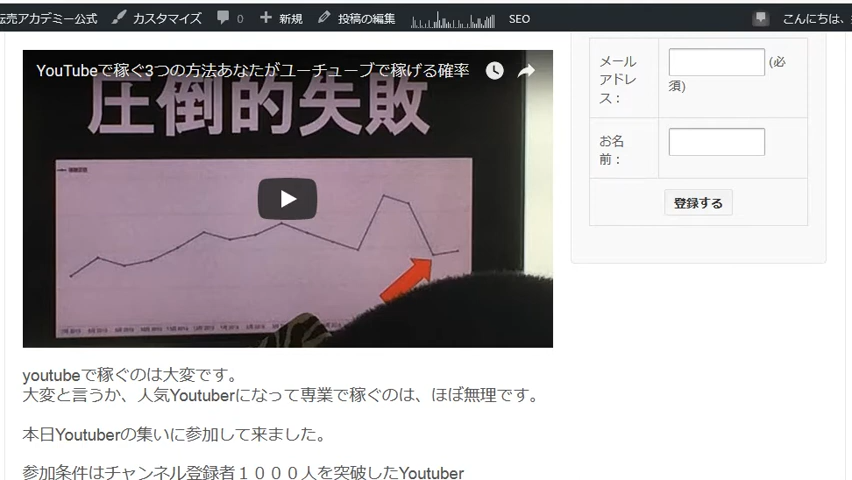 転売アカデミー公式 カスタマイズ 0 新規 投稿の編集 SEO こんにちは、
YouTubeで稼ぐ3つの方法あなたがユーチューブで稼げる確率
圧倒的失敗
メールアドレス： (必須)
お名前：
登録する
youtubeで稼ぐのは大変です。
大変と言うか、人気Youtuberになって専業で稼ぐのは、ほぼ無理です。
本日Youtuberの集いに参加して来ました。
参加条件はチャンネル登録者１０００人を突破したYoutuber